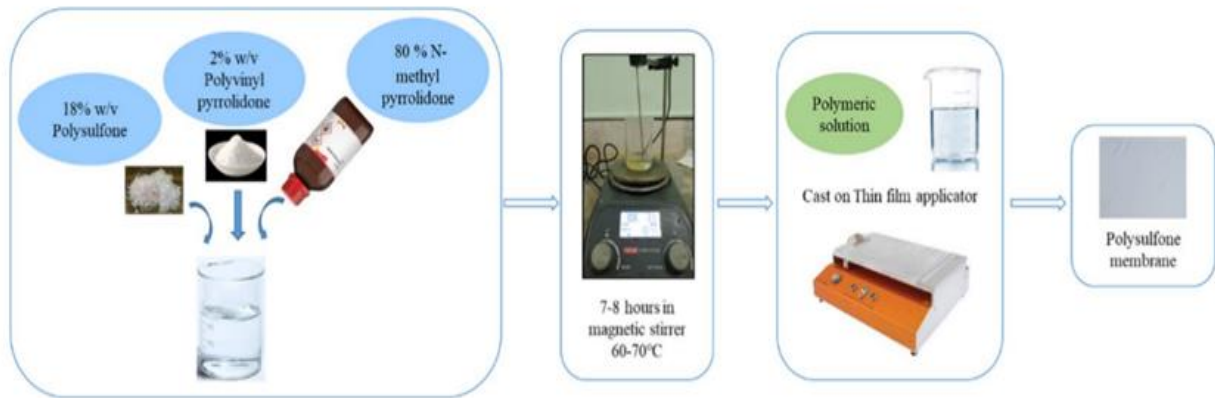 18% w/v
Polysulfone
2% w/v
Polyvinyl
pyrrolidone
80 % N-
methyl
pyrrolidone
7-8 hours in
magnetic stirrer
60-70°C
Polymeric
solution
Cast on Thin film applicator
Polysulfone
membrane